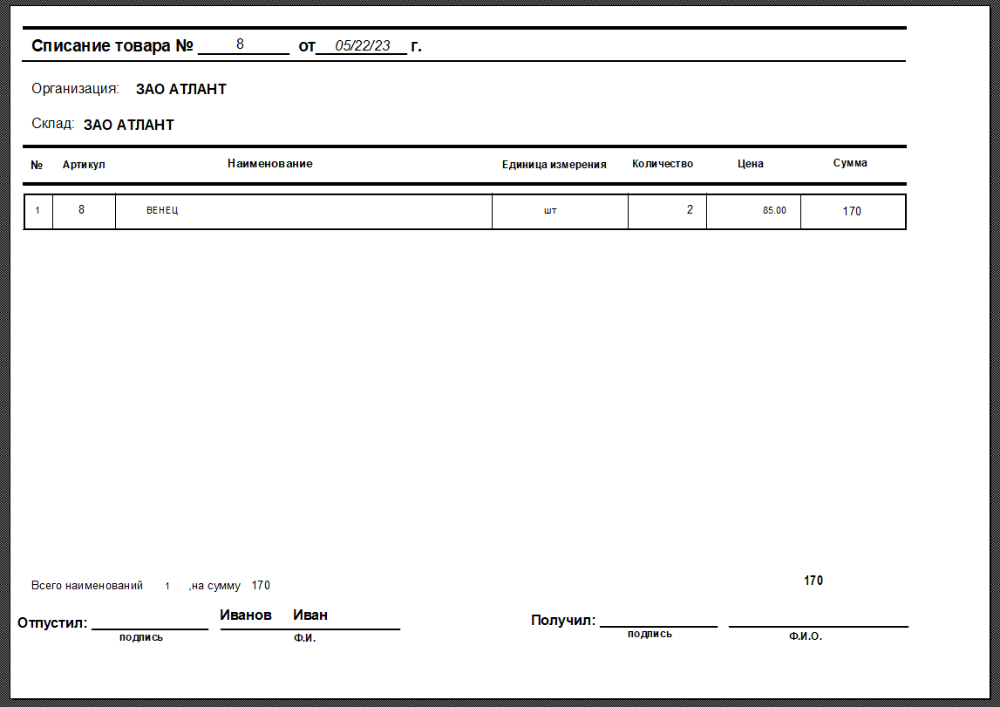 Списание товара № 8 от 05/22/23 г.
Организация: ЗАО АТЛАНТ
Склад: ЗАО АТЛАНТ
№ Артикул Наименование Единица измерения Количество Цена Сумма
1 8 ВЕНЕЦ шт 2 85.00 170
Всего наименований 1 ,на сумму 170 170
Отпустил: Иванов Иван Получил:
подпись Ф.И. подпись Ф.И.О.